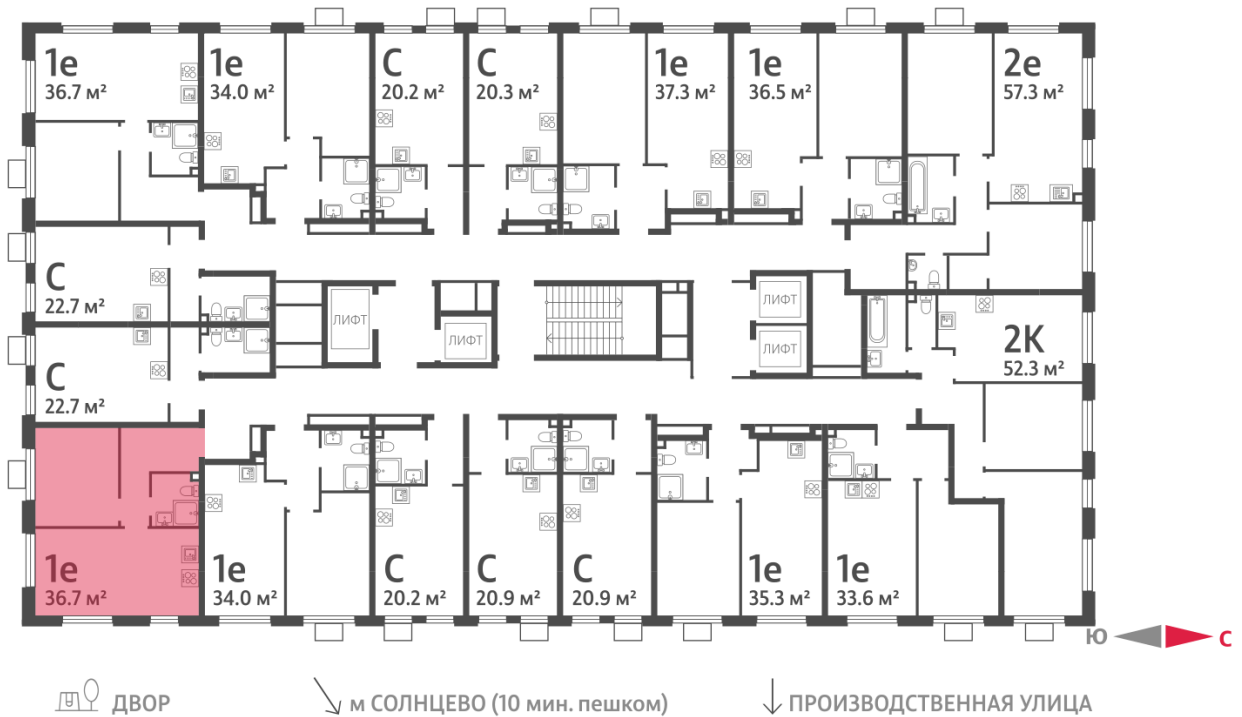 1е
36.7 м²
1е
34.0 м²
С
20.2 м²
С
20.3 м²
1е
37.3 м²
1е
36.5 м²
2е
57.3 м²
С
22.7 м²
ЛИФТ
ЛИФТ
ЛИФТ
ЛИФТ
2К
52.3 м²
С
22.7 м²
1е
36.7 м²
1е
34.0 м²
С
20.2 м²
С
20.9 м²
С
20.9 м²
1е
35.3 м²
1е
33.6 м²
Ю С
ДВОР
м СОЛНЦЕВО (10 мин. пешком)
ПРОИЗВОДСТВЕННАЯ УЛИЦА